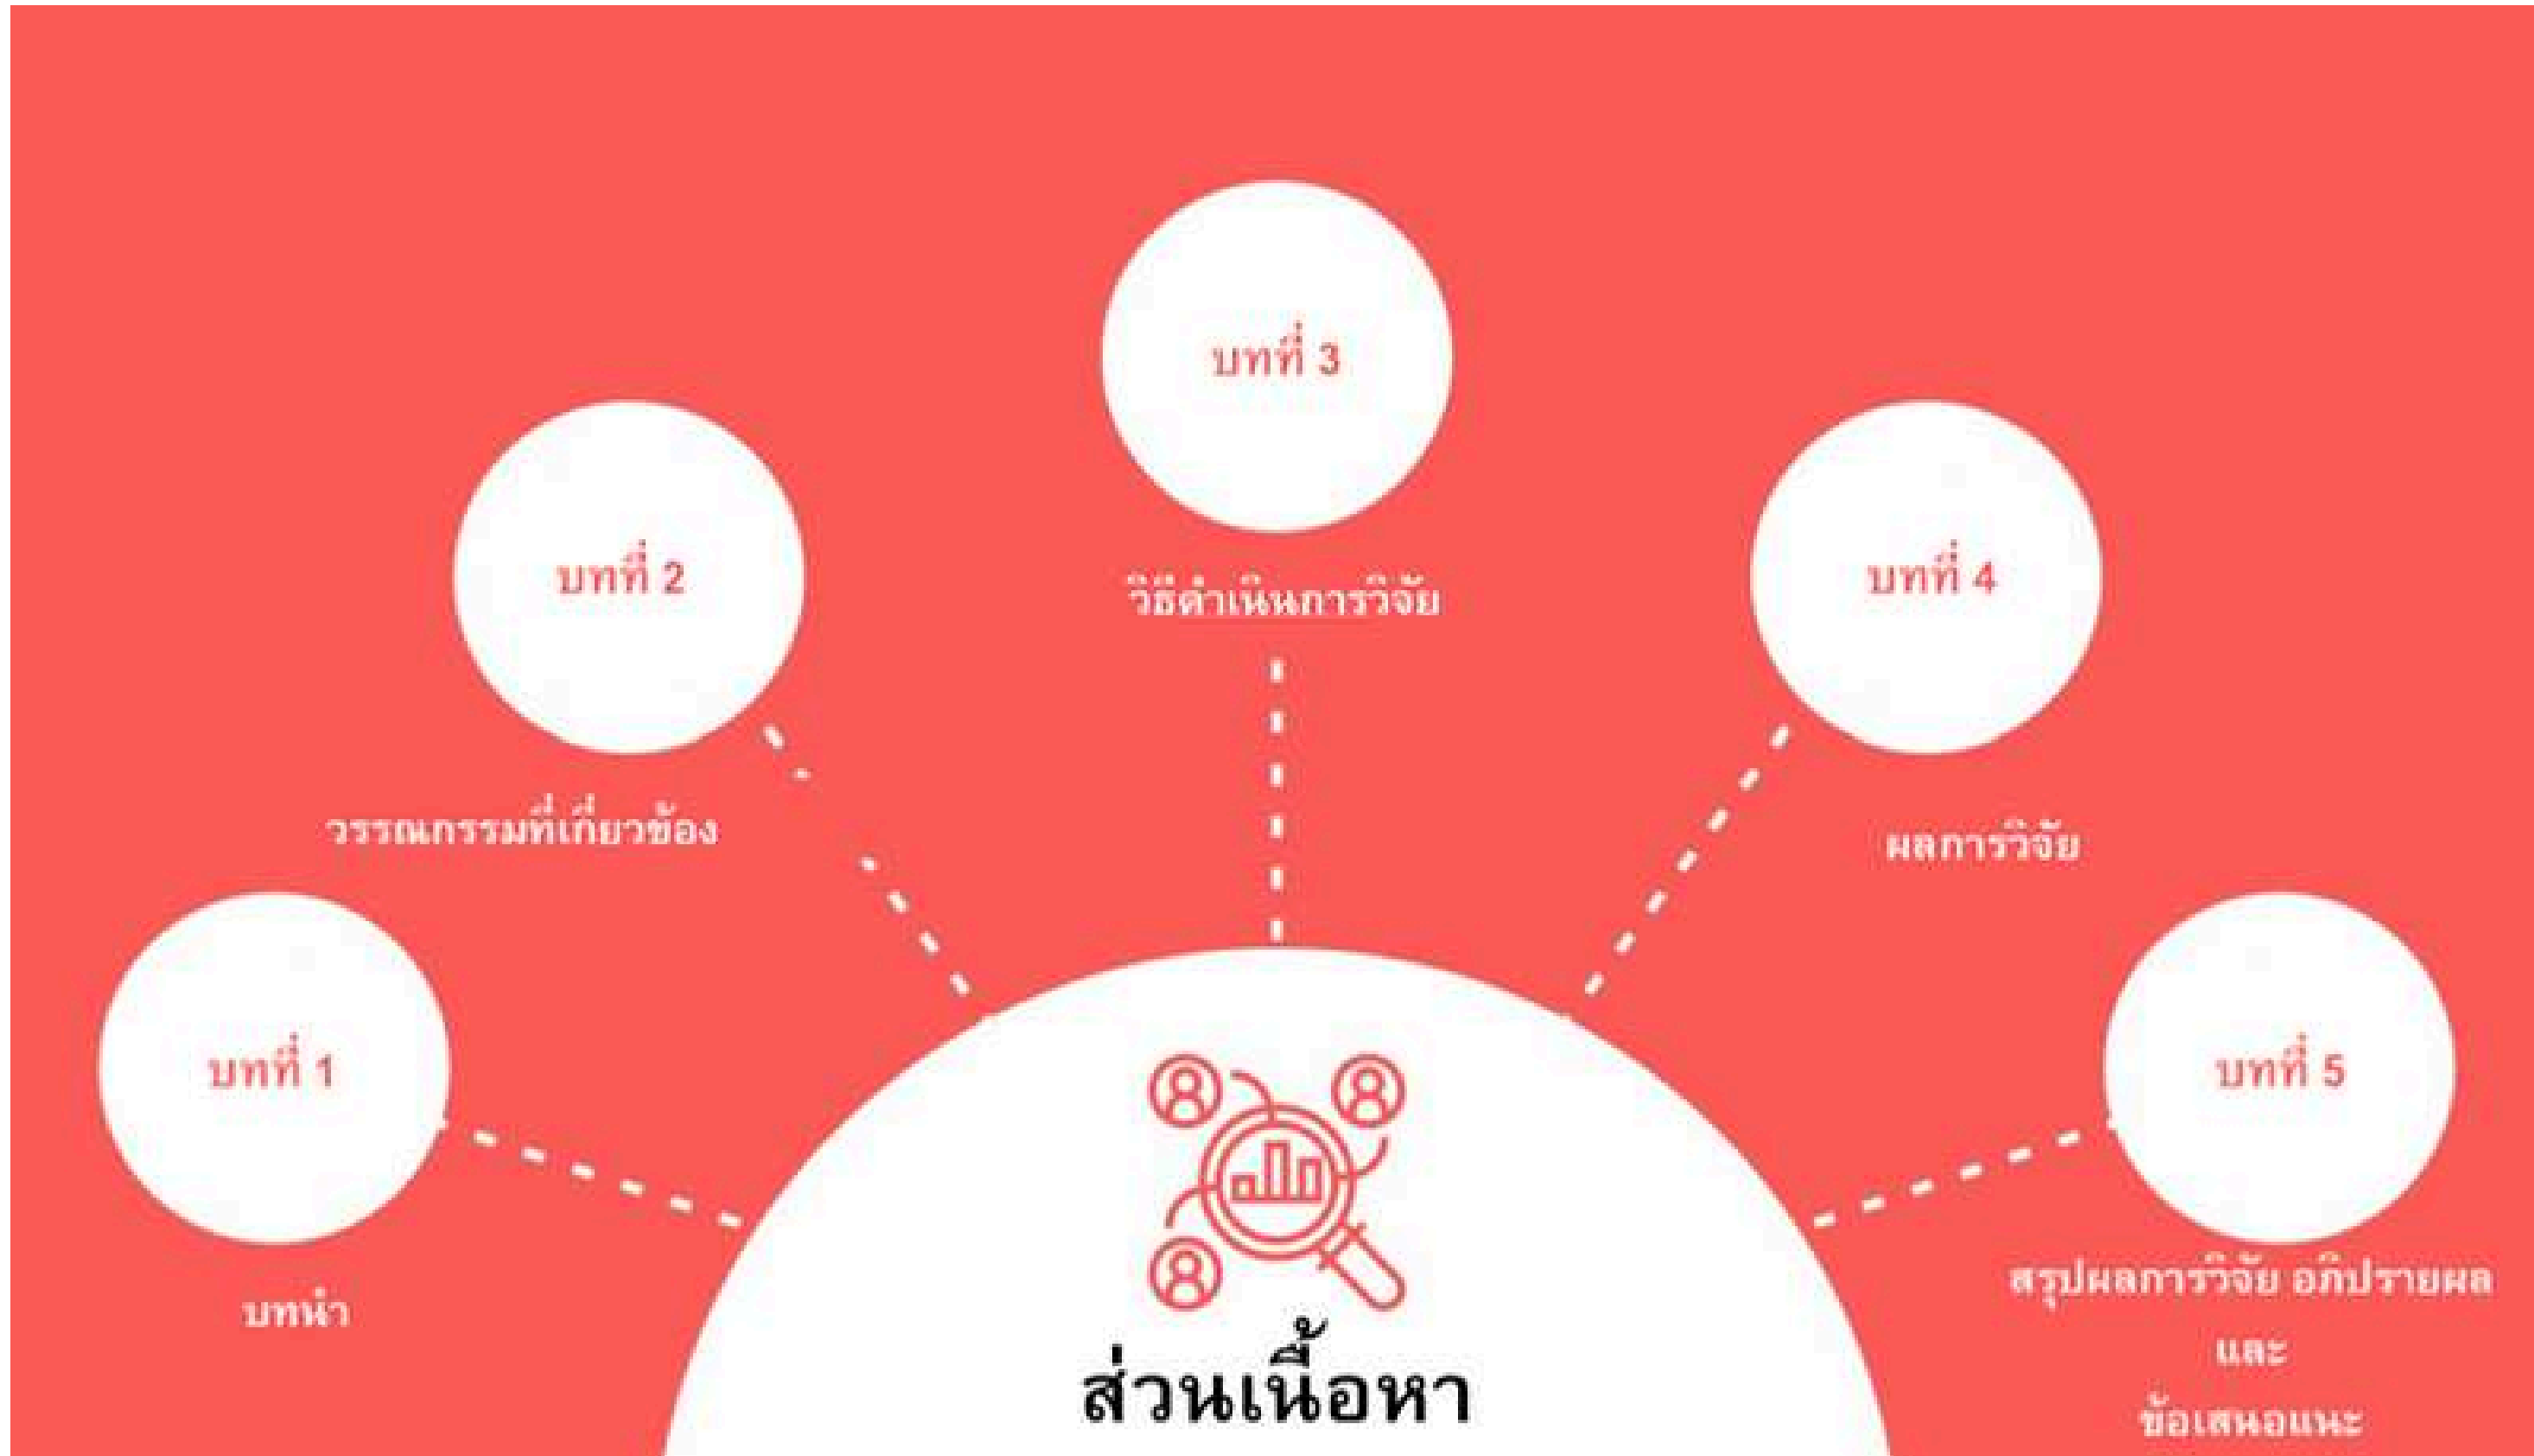 บทที่ 1
บทนำ
บทที่ 2
วรรณกรรมที่เกี่ยวข้อง
บทที่ 3
วิธีดำเนินการวิจัย
บทที่ 4
ผลการวิจัย
บทที่ 5
สรุปผลการวิจัย อภิปรายผล
และ
ข้อเสนอแนะ
ส่วนเนื้อหา